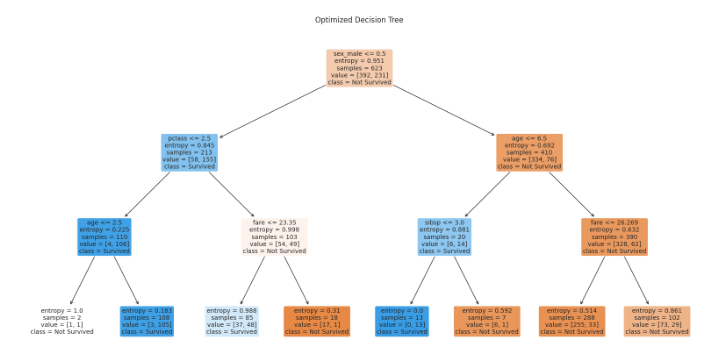 Optimized Decision Tree
sex_male <= 0.5
entropy = 0.951
samples = 623
value = [392, 231]
class = Not Survived
pclass <= 2.5
entropy = 0.845
samples = 213
value = [58, 155]
class = Survived
age <= 6.5
entropy = 0.692
samples = 410
value = [334, 76]
class = Not Survived
age <= 2.5
entropy = 0.225
samples = 110
value = [4, 106]
class = Survived
fare <= 23.35
entropy = 0.998
samples = 103
value = [54, 49]
class = Not Survived
sibsp <= 3.0
entropy = 0.881
samples = 20
value = [6, 14]
class = Survived
fare <= 26.269
entropy = 0.632
samples = 390
value = [328, 62]
class = Not Survived
entropy = 1.0
samples = 2
value = [1, 1]
class = Not Survived
entropy = 0.183
samples = 108
value = [3, 105]
class = Survived
entropy = 0.988
samples = 85
value = [37, 48]
class = Survived
entropy = 0.31
samples = 18
value = [17, 1]
class = Not Survived
entropy = 0.0
samples = 13
value = [0, 13]
class = Survived
entropy = 0.592
samples = 7
value = [6, 1]
class = Not Survived
entropy = 0.514
samples = 288
value = [255, 33]
class = Not Survived
entropy = 0.861
samples = 102
value = [73, 29]
class = Not Survived